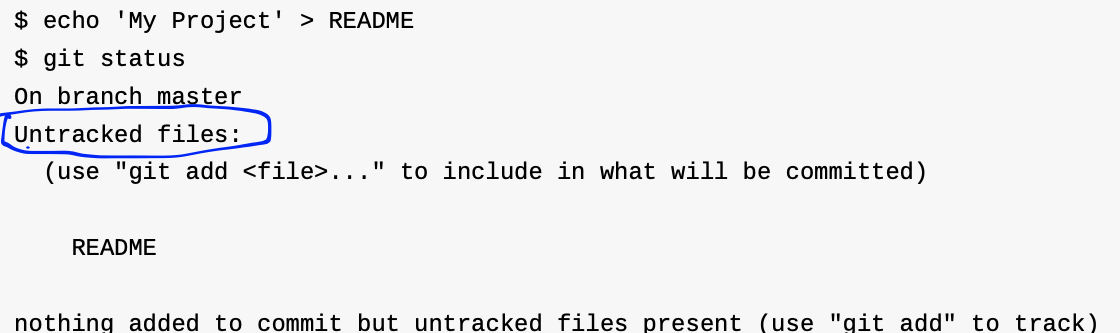 $ echo 'My Project' > README
$ git status
On branch master
Untracked files:
  (use "git add <file>..." to include in what will be committed)

    README

nothing added to commit but untracked files present (use "git add" to track)